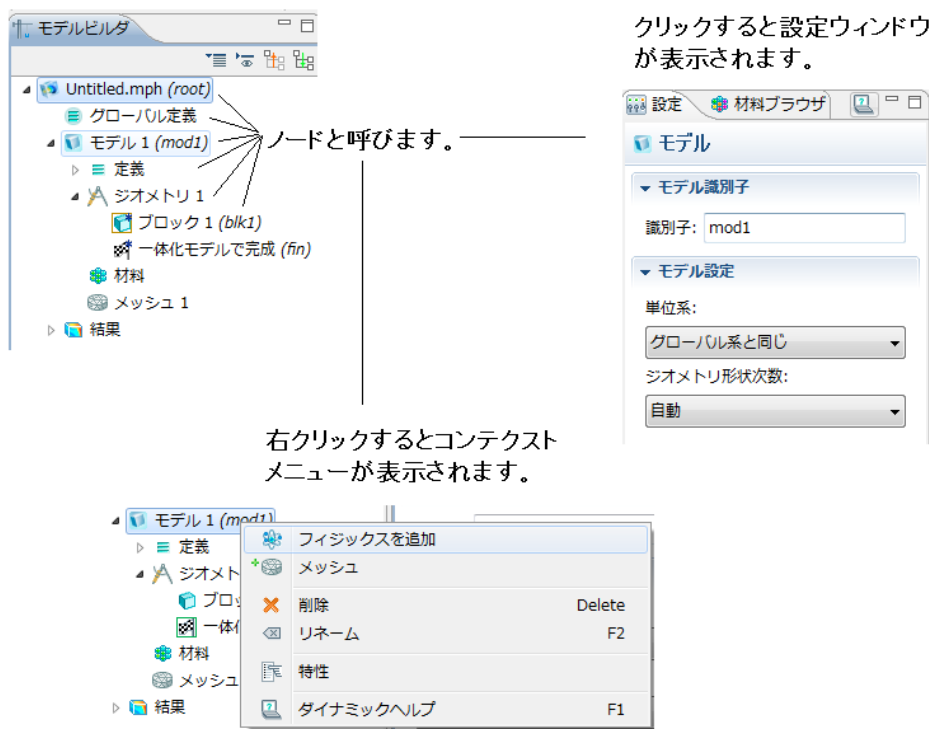 モデルビルダ
Untitled.mph (root)
グローバル定義
モデル 1 (mod1)
定義
ジオメトリ 1
ブロック 1 (blk1)
一体化モデルで完成 (fin)
材料
メッシュ 1
結果
ノードと呼びます。
クリックすると設定ウィンドウ
が表示されます。
設定 材料ブラウザ
モデル
モデル識別子
識別子: mod1
モデル設定
単位系:
グローバル系と同じ
ジオメトリ形状次数:
自動
右クリックするとコンテクスト
メニューが表示されます。
モデル 1 (mod1)
定義
ジオメト
ブロ
一体
材料
メッシュ
結果
フィジックスを追加
メッシュ
削除 Delete
リネーム F2
特性
ダイナミックヘルプ F1